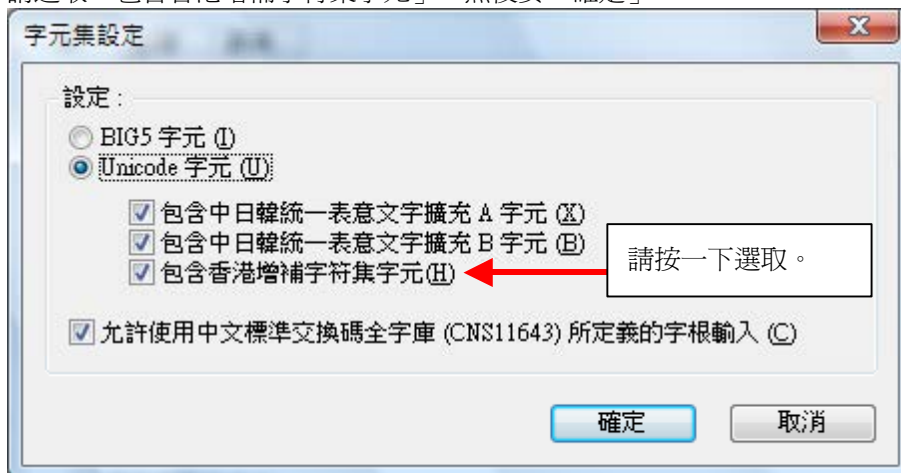 字元集設定
設定：
BIG5 字元 (I)
Unicode 字元 (U)
包含中日韓統一表意文字擴充 A 字元 (X)
包含中日韓統一表意文字擴充 B 字元 (B)
包含香港增補字符集字元(H)
請按一下選取。
允許使用中文標準交換碼全字庫 (CNS11643) 所定義的字根輸入 (C)
確定
取消